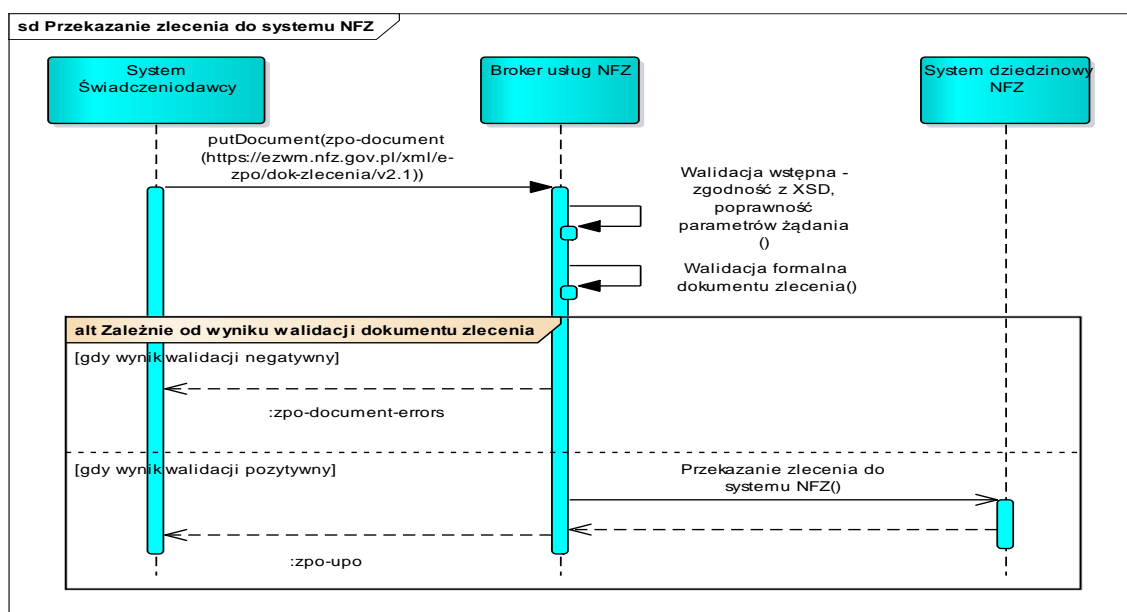 sd Przekazanie zlecenia do systemu NFZ
System
Świadczeniodawcy
Broker usług NFZ
System dziedzinowy
NFZ
putDocument(zpo-document
(https://ezwm.nfz.gov.pl/xml/e-
zpo/dok-zlecenia/v2.1))
Walidacja wstępna -
zgodność z XSD,
poprawność
parametrów żądania
()
Walidacja formalna
dokumentu zlecenia()
alt Zależnie od wyniku walidacji dokumentu zlecenia
[gdy wynik walidacji negatywny]
:zpo-document-errors
[gdy wynik walidacji pozytywny]
Przekazanie zlecenia do
systemu NFZ()
:zpo-upo